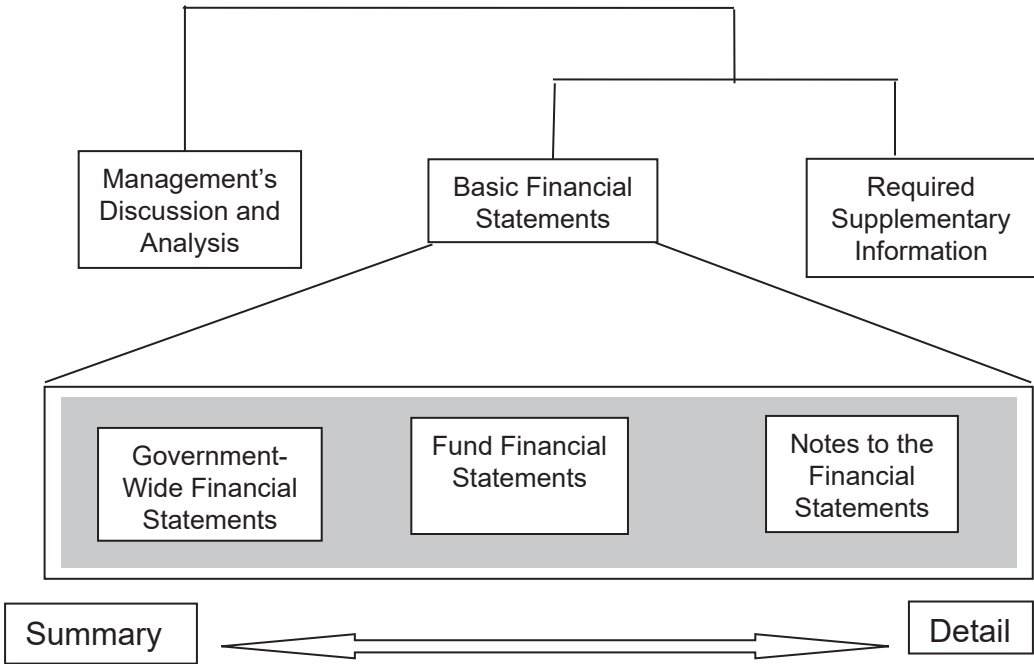 Management’s
Discussion and
Analysis
Basic Financial
Statements
Required
Supplementary
Information
Government-
Wide Financial
Statements
Fund Financial
Statements
Notes to the
Financial
Statements
Summary
Detail